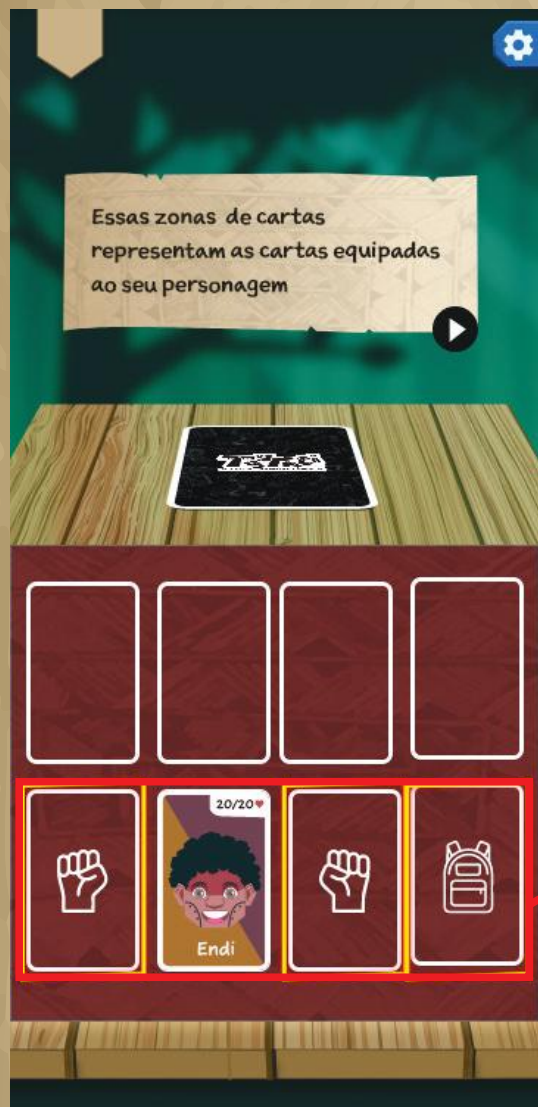 Essas zonas de cartas
representam as cartas equipadas
ao seu personagem
20/20
Endi